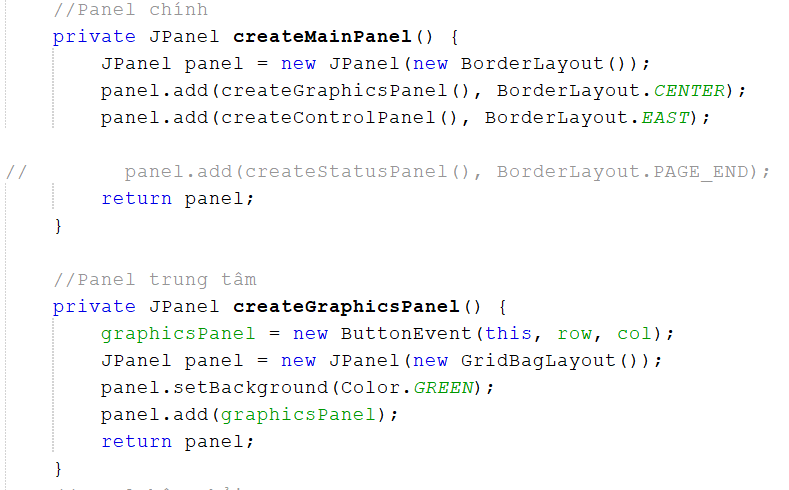 //Panel chính
private JPanel createMainPanel() {
JPanel panel = new JPanel(new BorderLayout());
panel.add(createGraphicsPanel(), BorderLayout.CENTER);
panel.add(createControlPanel(), BorderLayout.EAST);
//        panel.add(createStatusPanel(), BorderLayout.PAGE_END);
return panel;
}
//Panel trung tâm
private JPanel createGraphicsPanel() {
graphicsPanel = new ButtonEvent(this, row, col);
JPanel panel = new JPanel(new GridBagLayout());
panel.setBackground(Color.GREEN);
panel.add(graphicsPanel);
return panel;
}